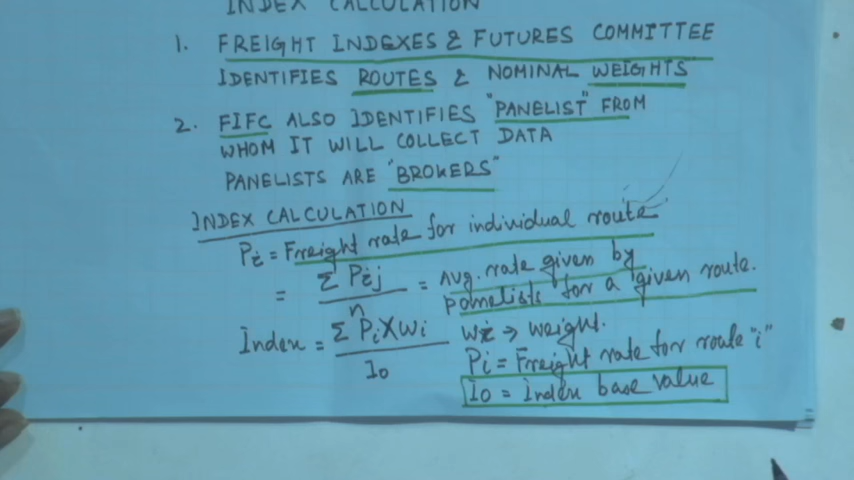 INDEX CALCULATION
1. FREIGHT INDEXES & FUTURES COMMITTEE
IDENTIFIES ROUTES & NOMINAL WEIGHTS
2. FIFC ALSO IDENTIFIES "PANELIST" FROM
WHOM IT WILL COLLECT DATA
PANELISTS ARE "BROKERS"
INDEX CALCULATION
Pi = Freight rate for individual route
= Σ Pij / n = Avg. rate given by
panelists for a given route.
Index = Σ Pi X Wi / Io
Wi → weight.
Pi = Freight rate for route "i"
Io = Index base value